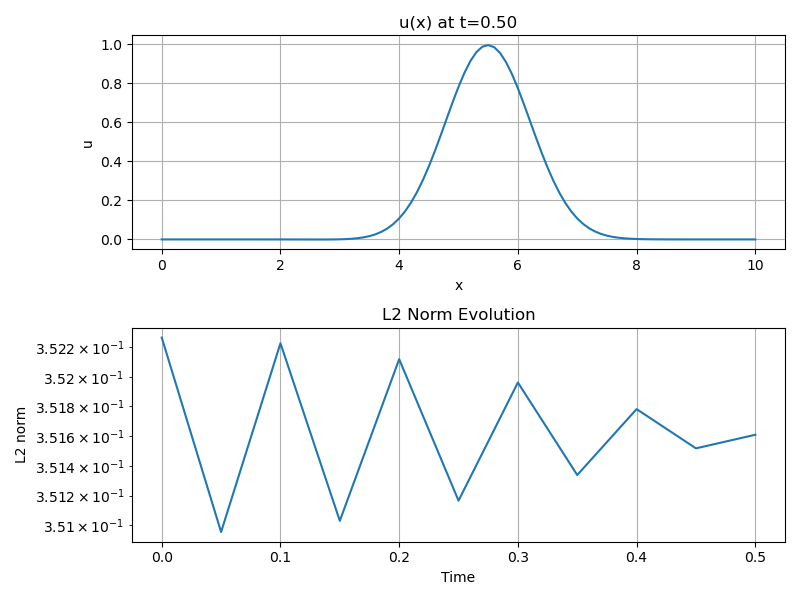 u(x) at t=0.50
1.0
0.8
0.6
0.4
0.2
0.0
u
0 2 4 6 8 10
x
L2 Norm Evolution
3.522 × 10⁻¹
3.52 × 10⁻¹
3.518 × 10⁻¹
3.516 × 10⁻¹
3.514 × 10⁻¹
3.512 × 10⁻¹
3.51 × 10⁻¹
L2 norm
0.0 0.1 0.2 0.3 0.4 0.5
Time